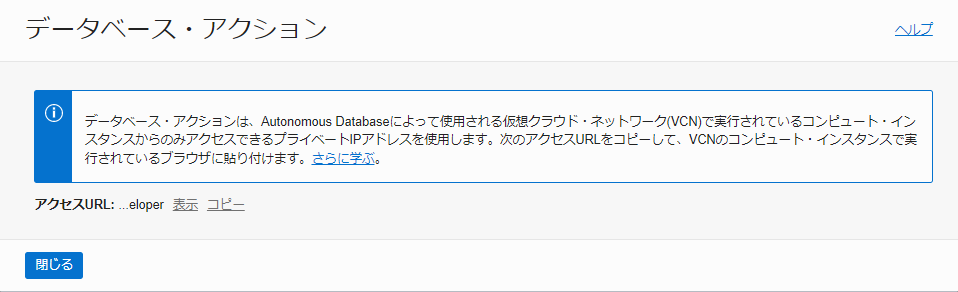 データベース・アクション
ヘルプ
データベース・アクションは、Autonomous Databaseによって使用される仮想クラウド・ネットワーク(VCN)で実行されているコンピュート・イン
スタンスからのみアクセスできるプライベートIPアドレスを使用します。次のアクセスURLをコピーして、VCNのコンピュート・インスタンスで実
行されているブラウザに貼り付けます。さらに学ぶ。
アクセスURL: ...eloper 表示 コピー
閉じる